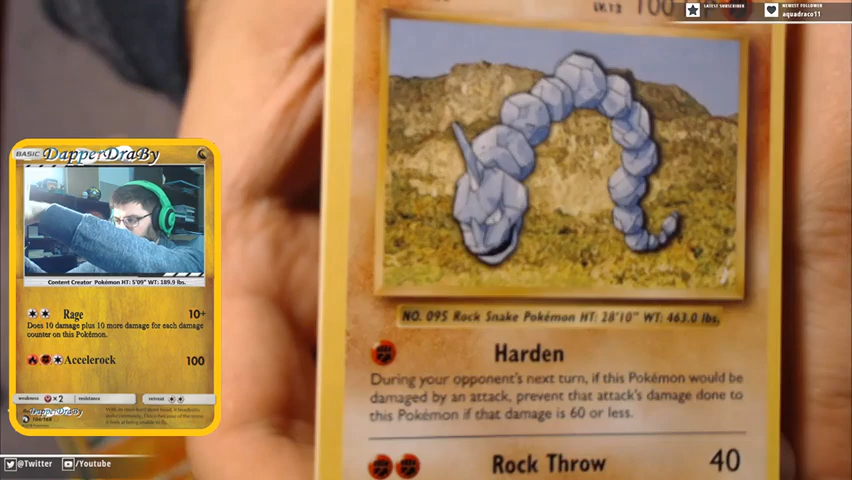 LV.12 100
LATEST SUBSCRIBER
NEWEST FOLLOWER
aquadraco11
BASIC DapperDraBy
Content Creator Pokémon HT: 5'09" WT: 189.9 lbs.
Rage 10+
Does 10 damage plus 10 more damage for each damage
counter on this Pokémon.
Accelerock 100
weakness ×2 resistance retreat
DapperDraBy
104/168
@Twitter /Youtube
NO. 095 Rock Snake Pokémon HT: 28'10" WT: 463.0 lbs.
Harden
During your opponent's next turn, if this Pokémon would be
damaged by an attack, prevent that attack's damage done to
this Pokémon if that damage is 60 or less.
Rock Throw 40